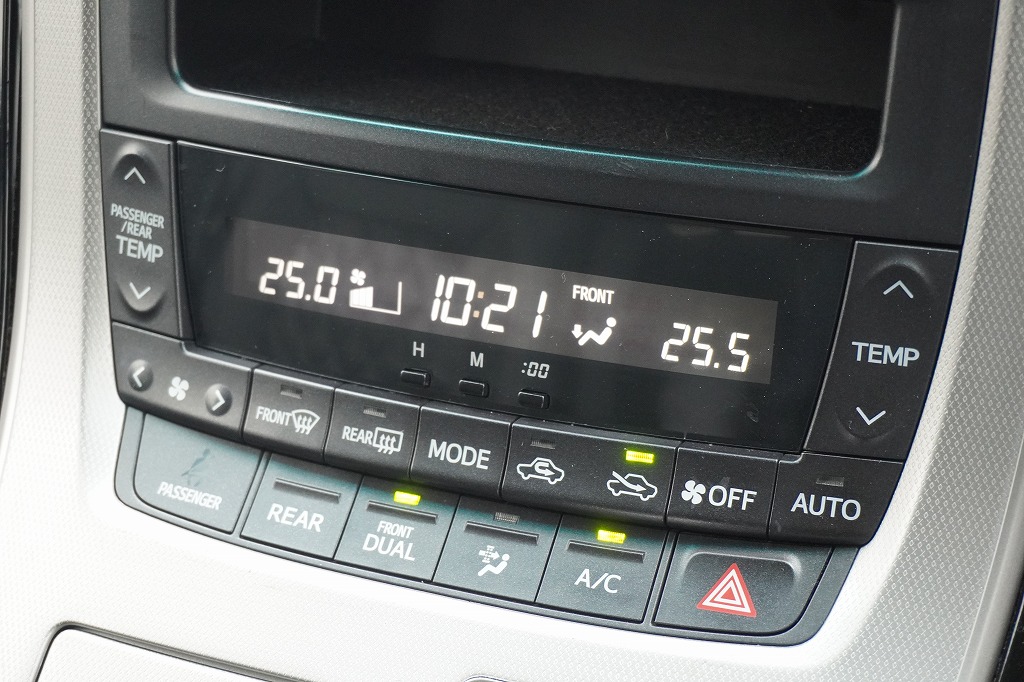 PASSENGER
/REAR
TEMP
25.0
10:21
FRONT
25.5
TEMP
H
M
:00
FRONT
REAR
MODE
OFF
AUTO
PASSENGER
REAR
FRONT
DUAL
A/C